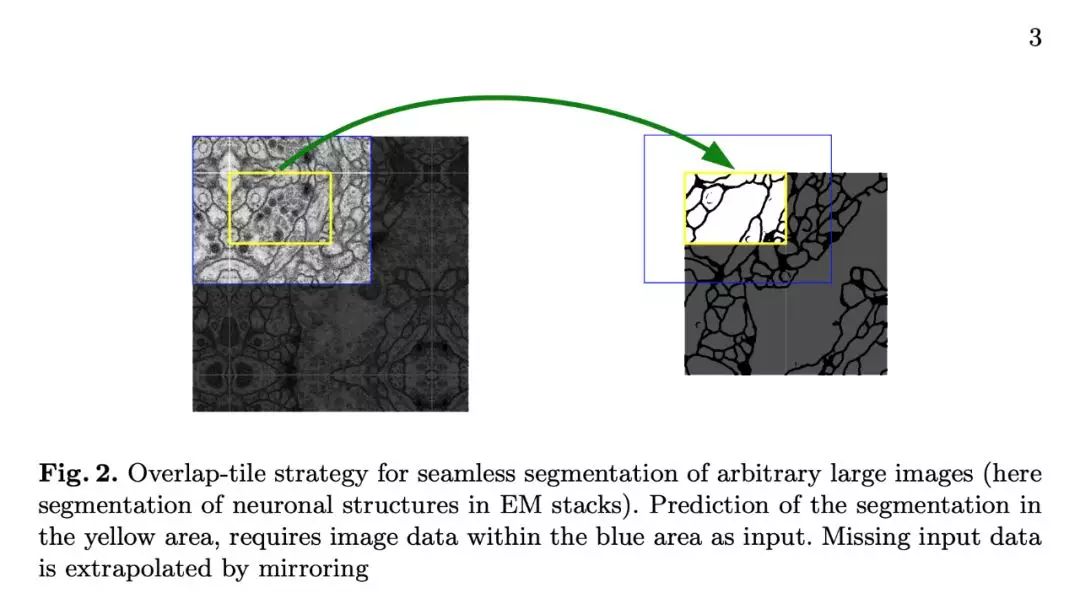 3
Fig. 2. Overlap-tile strategy for seamless segmentation of arbitrary large images (here
segmentation of neuronal structures in EM stacks). Prediction of the segmentation in
the yellow area, requires image data within the blue area as input. Missing input data
is extrapolated by mirroring